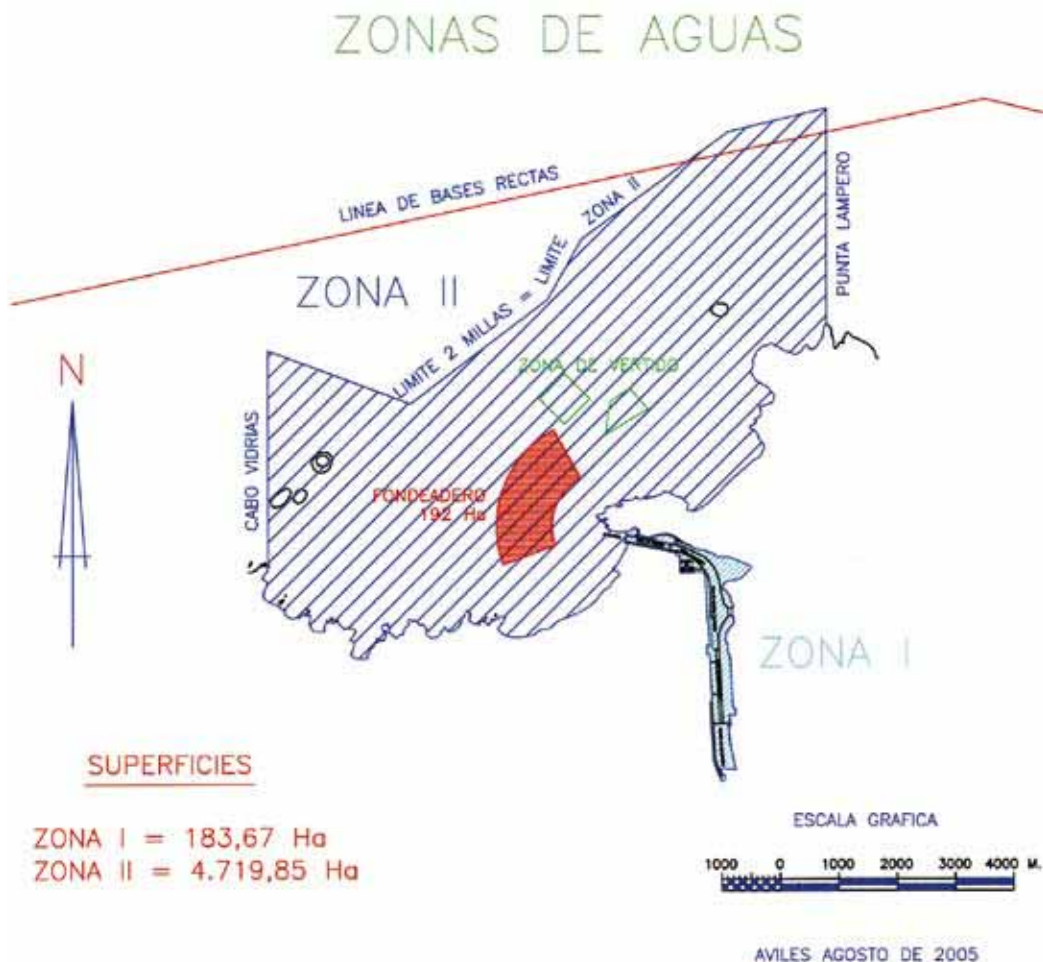 ZONAS DE AGUAS
LINEA DE BASES RECTAS
ZONA II
LIMITE 2 MILLAS = LIMITE ZONA II
PUNTA LAMPERO
N
ZONA DE VERTIDO
CABO VIDRIAS
FONDEADERO
192 Ha
ZONA I
SUPERFICIES
ZONA I = 183,67 Ha
ZONA II = 4.719,85 Ha
ESCALA GRAFICA
1000 0 1000 2000 3000 4000 M.
AVILES AGOSTO DE 2005